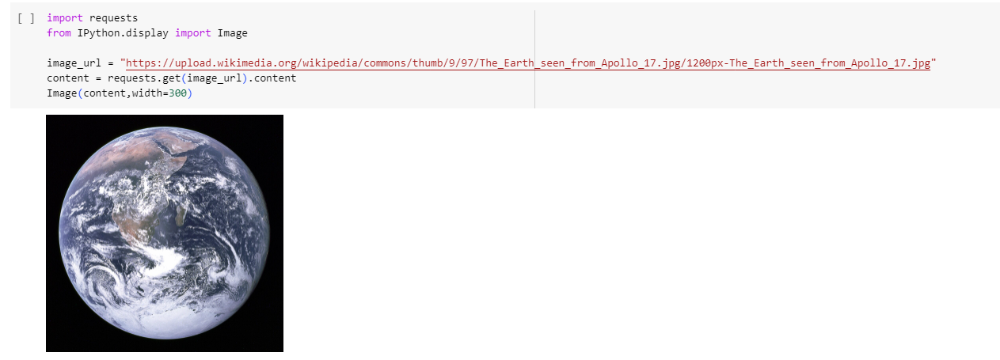 [ ] import requests
from IPython.display import Image
image_url = "https://upload.wikimedia.org/wikipedia/commons/thumb/9/97/The_Earth_seen_from_Apollo_17.jpg/1200px-The_Earth_seen_from_Apollo_17.jpg"
content = requests.get(image_url).content
Image(content,width=300)